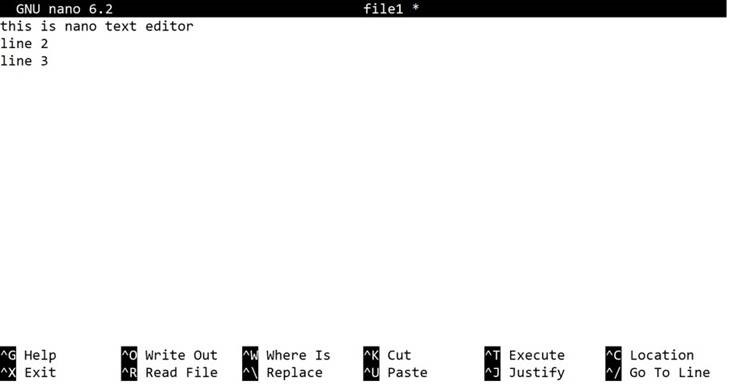 GNU nano 6.2 file1 *
this is nano text editor
line 2
line 3
^G Help ^O Write Out ^W Where Is ^K Cut ^T Execute ^C Location
^X Exit ^R Read File ^\ Replace ^U Paste ^J Justify ^/ Go To Line